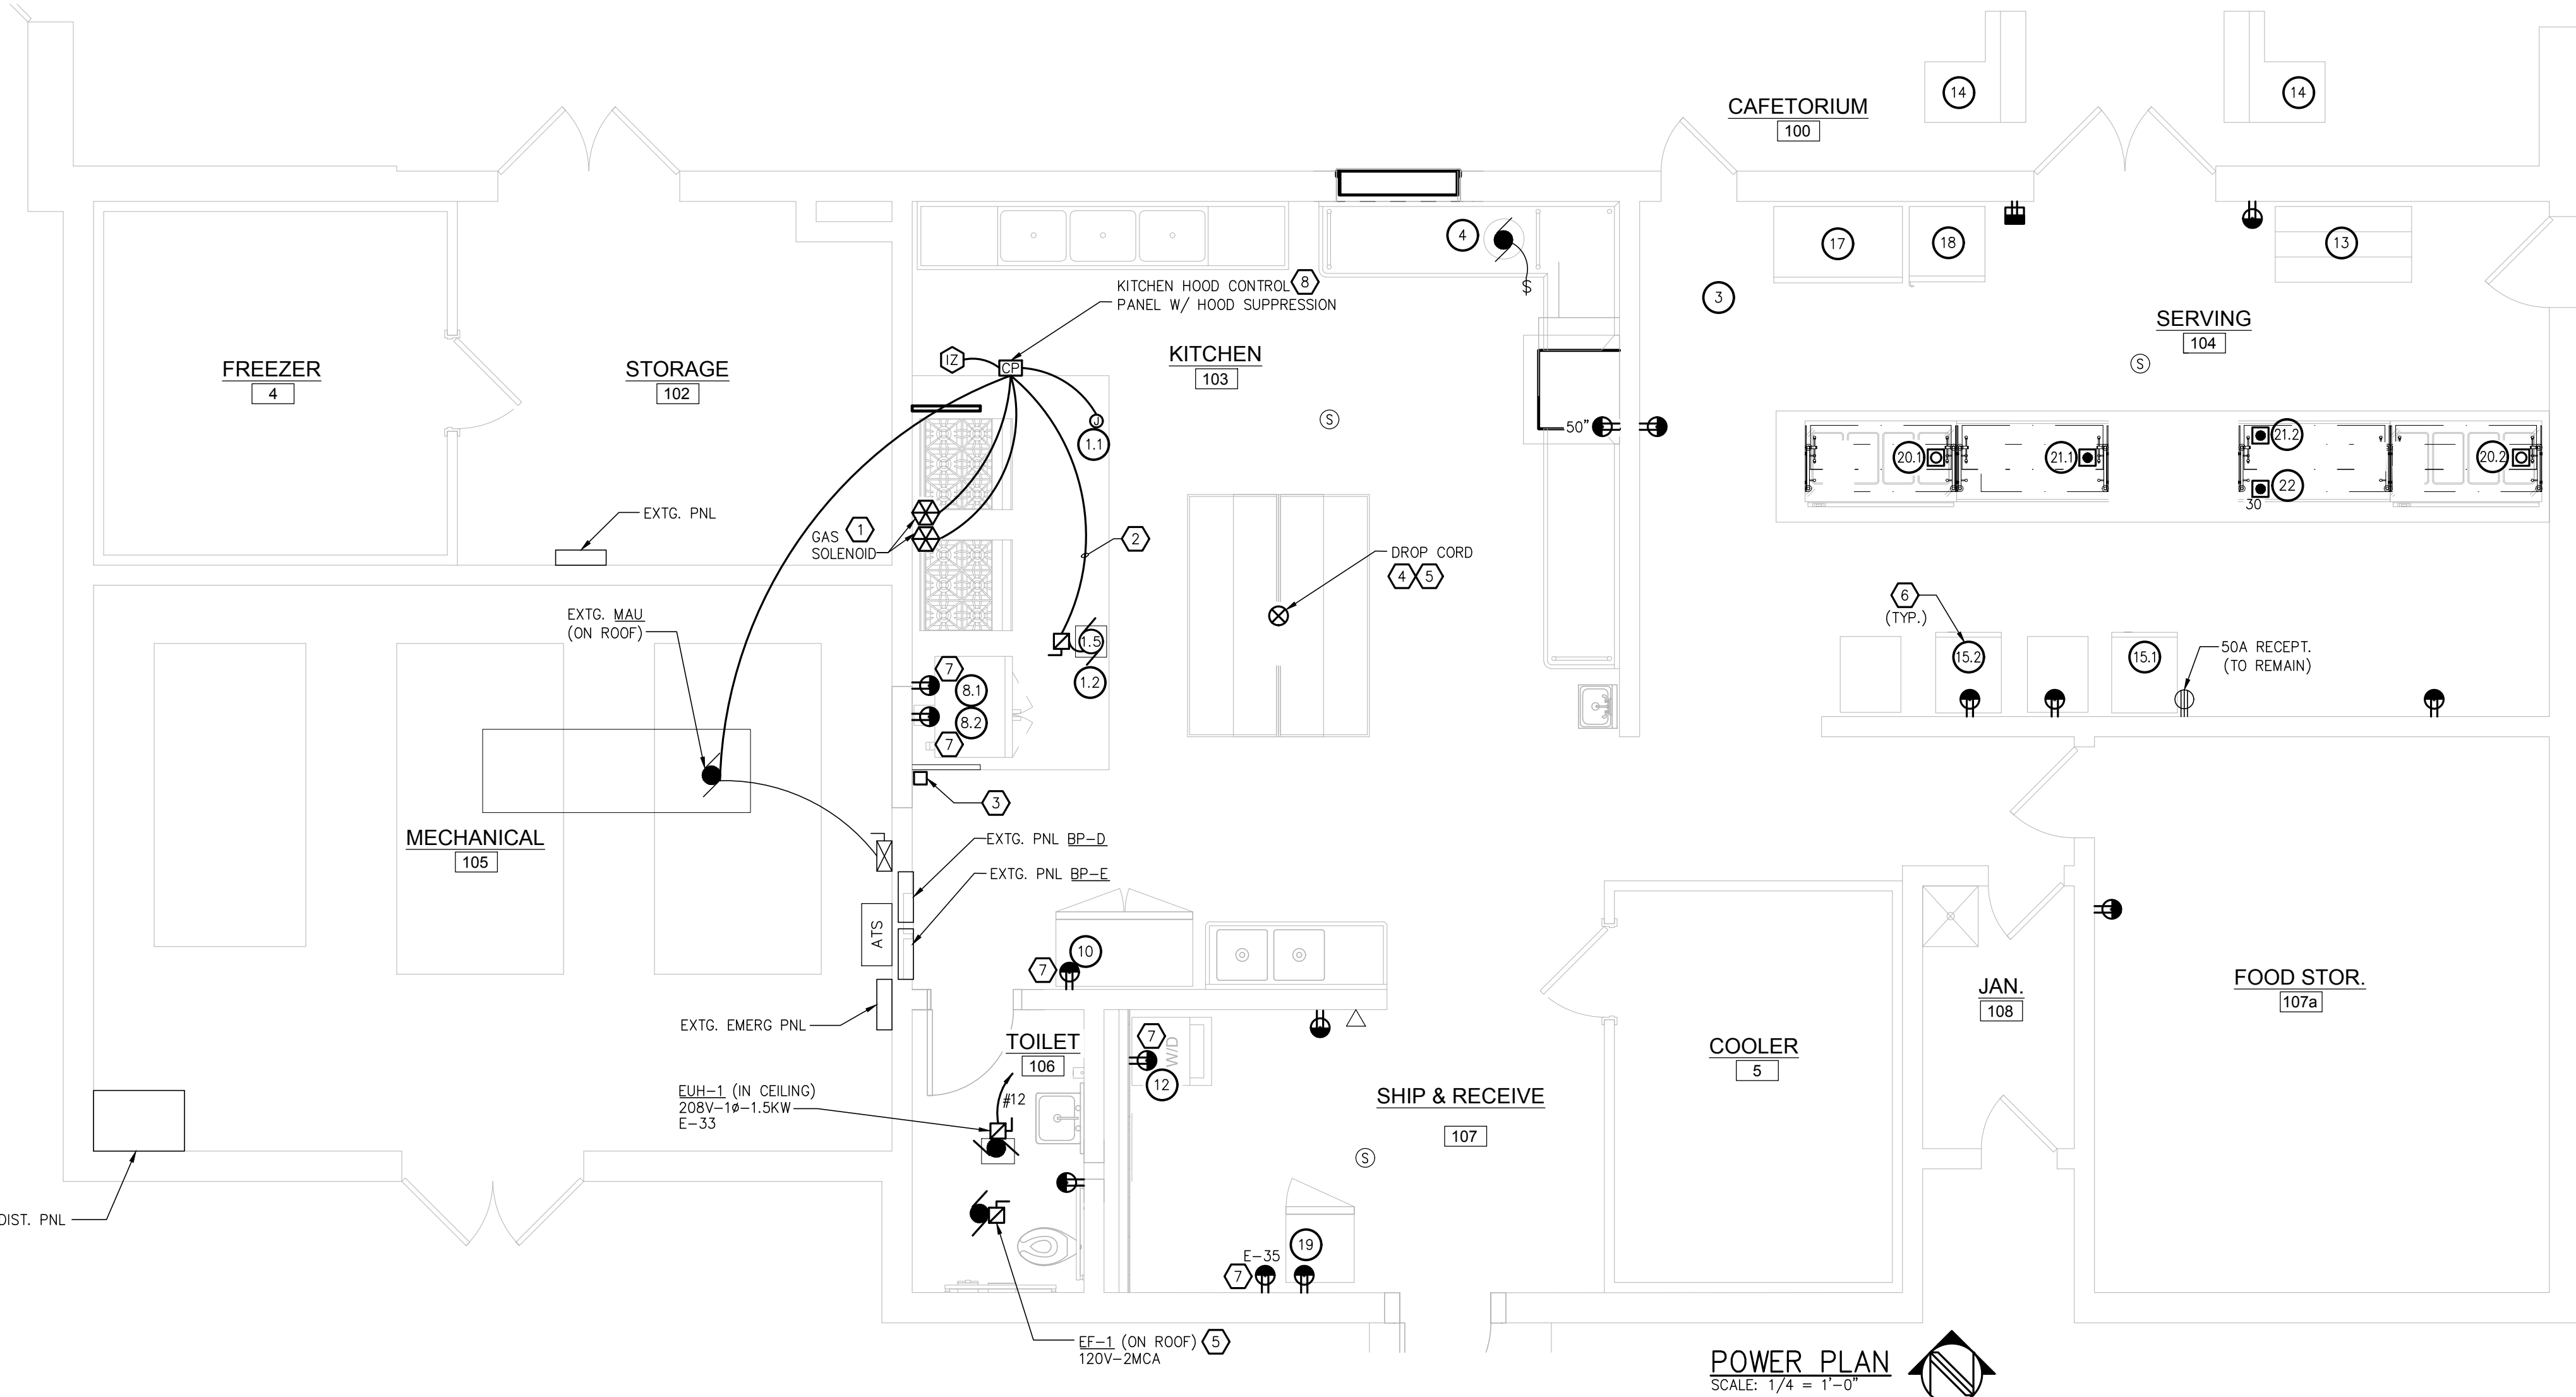 CAFETORIUM
100
14
14
17
18
13
4
$
3
KITCHEN HOOD CONTROL 8
PANEL W/ HOOD SUPPRESSION
SERVING
104
FREEZER
4
STORAGE
102
IZ
CP
KITCHEN
103
S
S
J
1.1
50"
20.1
21.1
21.2
22
30
20.2
EXTG. PNL
GAS 1
SOLENOID
2
DROP CORD
4 5
EXTG. MAU
(ON ROOF)
6
(TYP.)
15.2
15.1
50A RECEPT.
(TO REMAIN)
1.5
1.2
7
8.1
8.2
7
3
MECHANICAL
105
EXTG. PNL BP-D
EXTG. PNL BP-E
ATS
10
7
EXTG. EMERG PNL
TOILET
106
7
W/D
12
JAN.
108
FOOD STOR.
107a
COOLER
5
EUH-1 (IN CEILING)
208V-1ø-1.5KW
E-33
#12
SHIP & RECEIVE
107
S
DIST. PNL
E-35
7
19
EF-1 (ON ROOF) 5
120V-2MCA
POWER PLAN
SCALE: 1/4 = 1'-0"
N